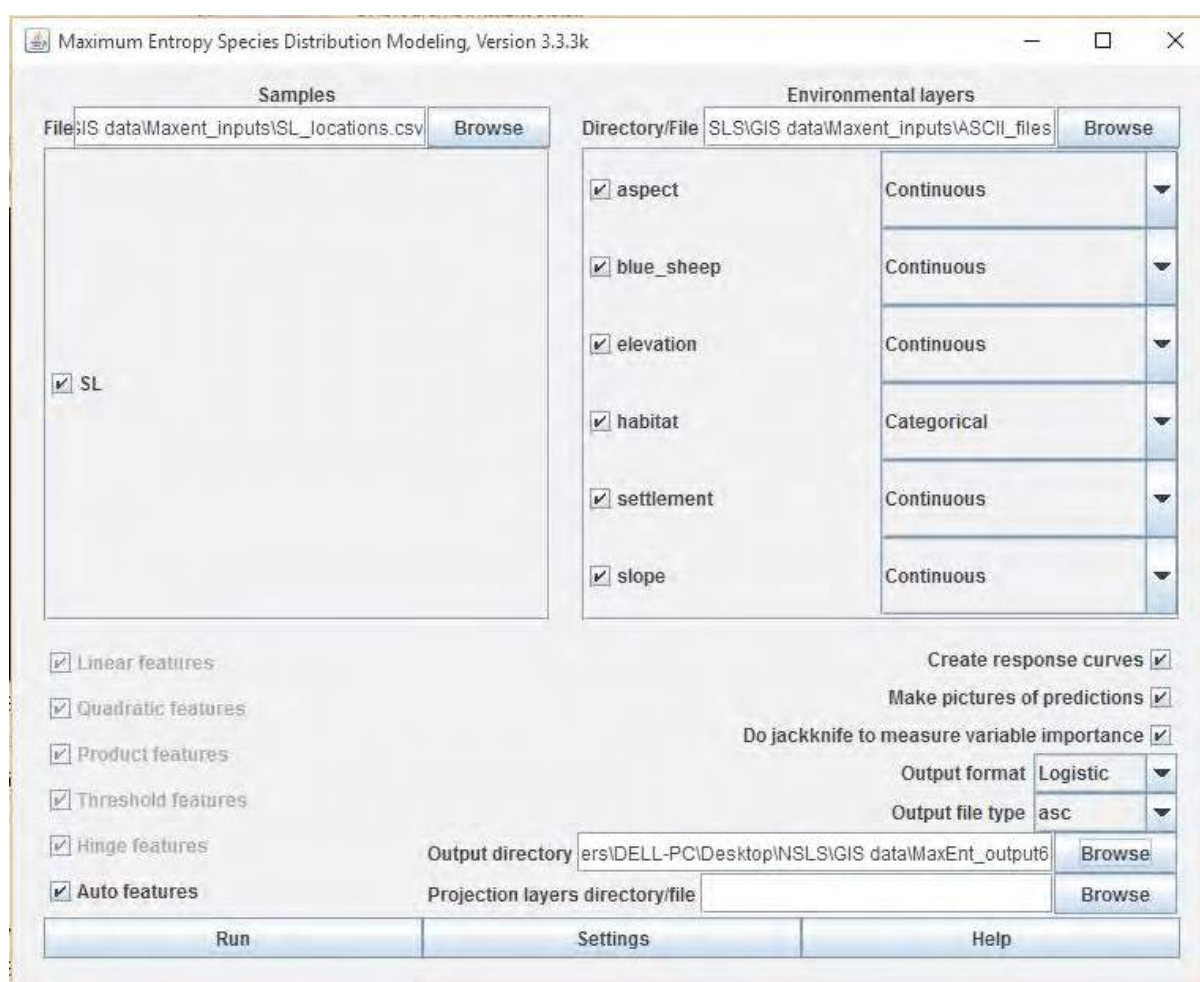 Maximum Entropy Species Distribution Modeling, Version 3.3.3k
Samples
File GIS data\Maxent_inputs\SL_locations.csv Browse
SL
Environmental layers
Directory/File SLS\GIS data\Maxent_inputs\ASCII_files Browse
aspect Continuous
blue_sheep Continuous
elevation Continuous
habitat Categorical
settlement Continuous
slope Continuous
Linear features
Quadratic features
Product features
Threshold features
Hinge features
Auto features
Create response curves
Make pictures of predictions
Do jackknife to measure variable importance
Output format Logistic
Output file type asc
Output directory ers\DELL-PC\Desktop\NSLS\GIS data\MaxEnt_output6 Browse
Projection layers directory/file Browse
Run Settings Help